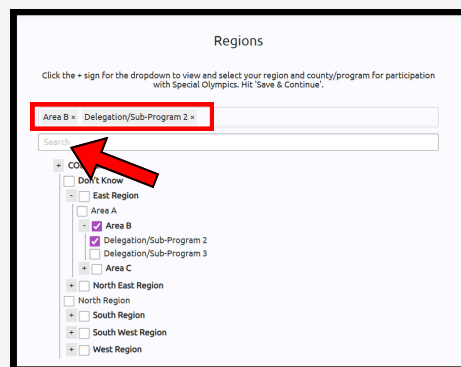 Regions
Click the + sign for the dropdown to view and select your region and county/program for participation
with Special Olympics. Hit 'Save & Continue'.
Area B × Delegation/Sub-Program 2 ×
Search
+
Don't Know
- East Region
Area A
- Area B
Delegation/Sub-Program 2
Delegation/Sub-Program 3
+ Area C
+ North East Region
North Region
+ South Region
+ South West Region
+ West Region